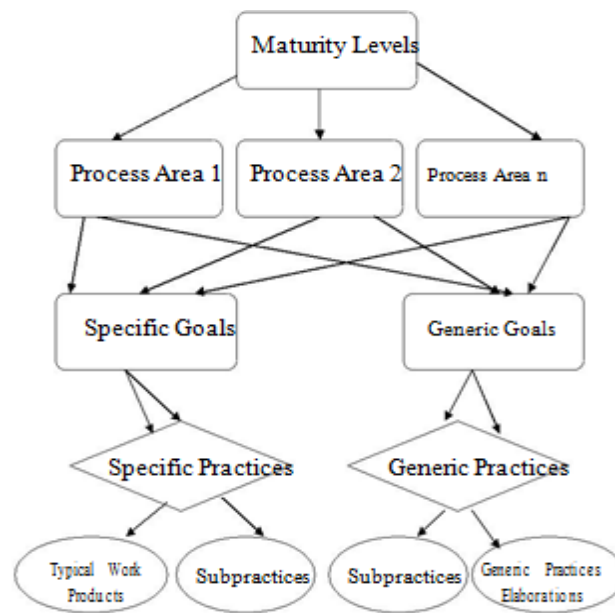 Maturity Levels
Process Area 1
Process Area 2
Process Area n
Specific Goals
Generic Goals
Specific Practices
Generic Practices
Typical Work
Products
Subpractices
Subpractices
Generic Practices
Elaborations